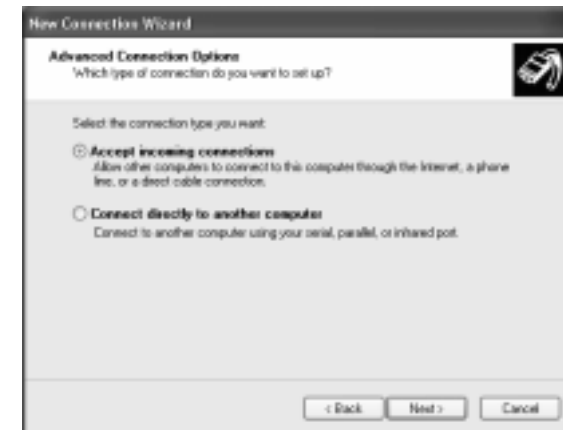 New Connection Wizard
Advanced Connection Options
Which type of connection do you want to set up?
Select the connection type you want:
Accept incoming connections
Allow other computers to connect to this computer through the Internet, a phone
line, or a direct cable connection.
Connect directly to another computer
Connect to another computer using your serial, parallel, or infrared port.
< Back Next > Cancel